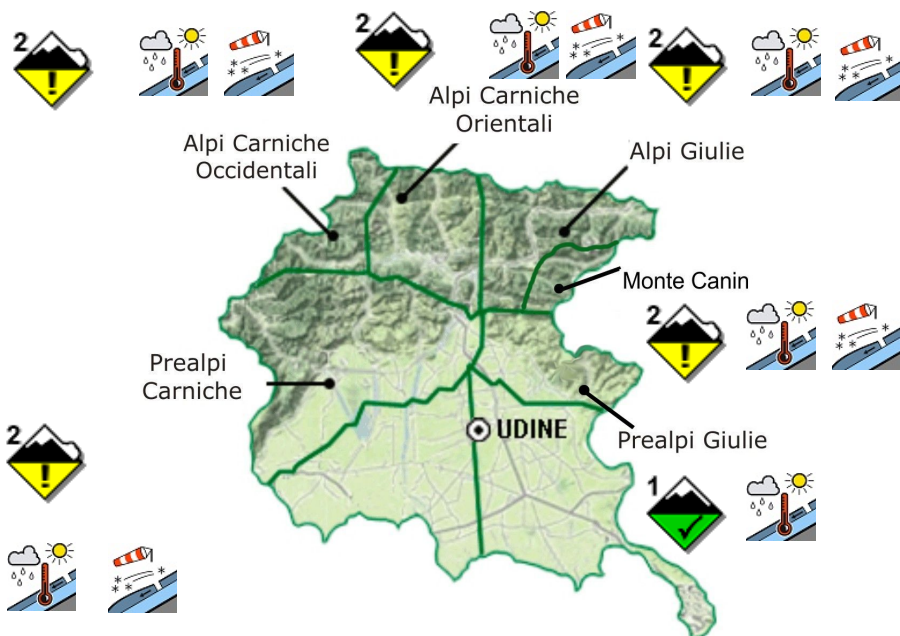 2
2
2
Alpi Carniche
Orientali
Alpi Carniche
Occidentali
Alpi Giulie
Monte Canin
2
Prealpi
Carniche
UDINE
Prealpi Giulie
2
1